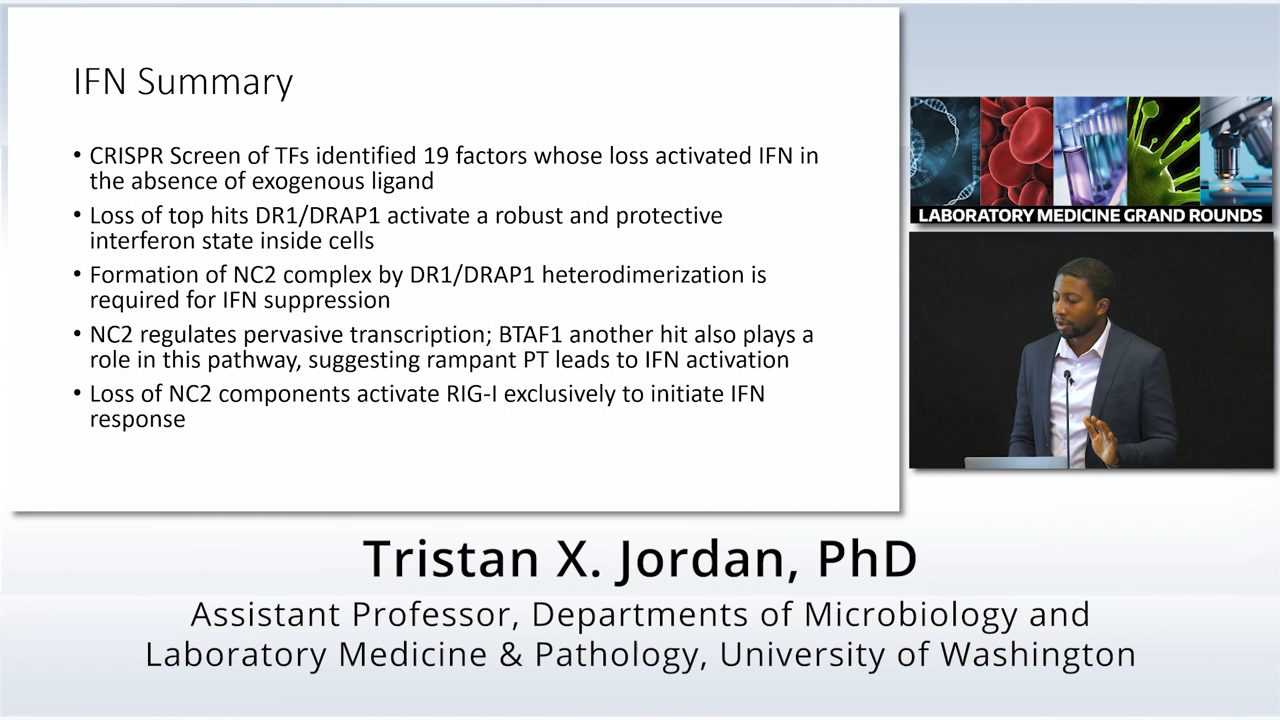 IFN Summary
• CRISPR Screen of TFs identified 19 factors whose loss activated IFN in
the absence of exogenous ligand
• Loss of top hits DR1/DRAP1 activate a robust and protective
interferon state inside cells
• Formation of NC2 complex by DR1/DRAP1 heterodimerization is
required for IFN suppression
• NC2 regulates pervasive transcription; BTAF1 another hit also plays a
role in this pathway, suggesting rampant PT leads to IFN activation
• Loss of NC2 components activate RIG-I exclusively to initiate IFN
response
LABORATORY MEDICINE GRAND ROUNDS
Tristan X. Jordan, PhD
Assistant Professor, Departments of Microbiology and
Laboratory Medicine & Pathology, University of Washington